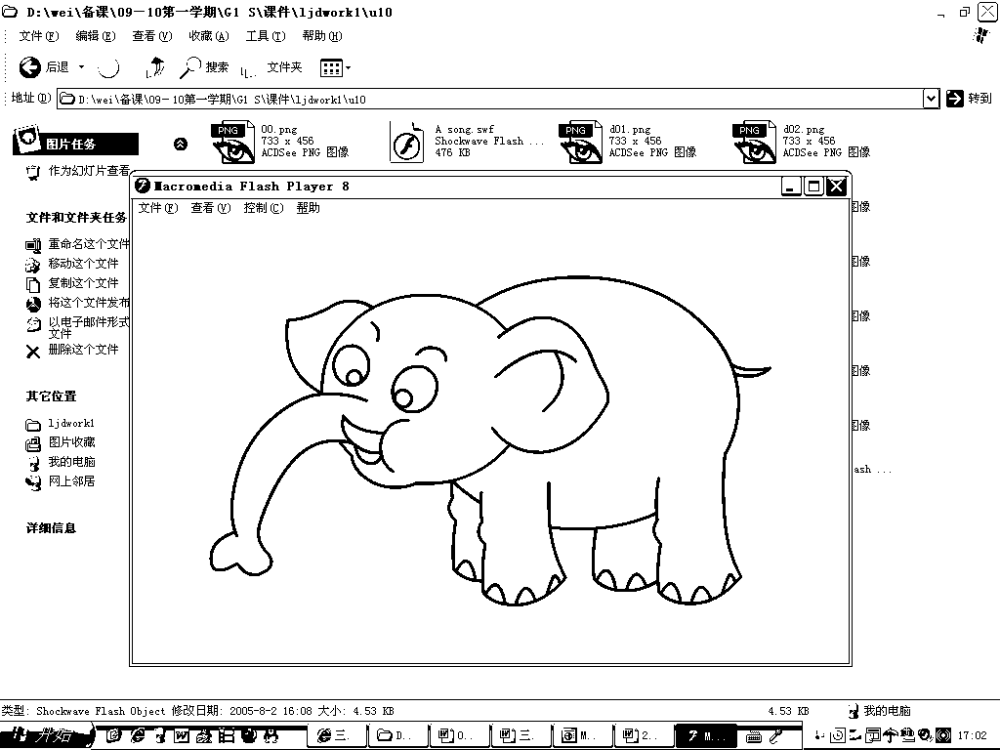 D:\wei\备课\09－10第一学期\G1 S\课件\ljdwork1\u10
文件(F) 编辑(E) 查看(V) 收藏(A) 工具(T) 帮助(H)
后退 搜索 文件夹
地址(D) D:\wei\备课\09－10第一学期\G1 S\课件\ljdwork1\u10 转到
图片任务
作为幻灯片查看
文件和文件夹任务
重命名这个文件
移动这个文件
复制这个文件
将这个文件发布
以电子邮件形式
文件
删除这个文件
其它位置
ljdwork1
图片收藏
我的电脑
网上邻居
详细信息
PNG
00.png
733 x 456
ACDSee PNG 图像
A song.swf
Shockwave Flash ...
476 KB
PNG
d01.png
733 x 456
ACDSee PNG 图像
PNG
d02.png
733 x 456
ACDSee PNG 图像
Macromedia Flash Player 8
文件(F) 查看(V) 控制(C) 帮助
图像
图像
图像
图像
图像
ash ...
类型: Shockwave Flash Object 修改日期: 2005-8-2 16:08 大小: 4.53 KB 4.53 KB 我的电脑
开始 三. D.. 0.. 三. M.. 2.. M... 17:02